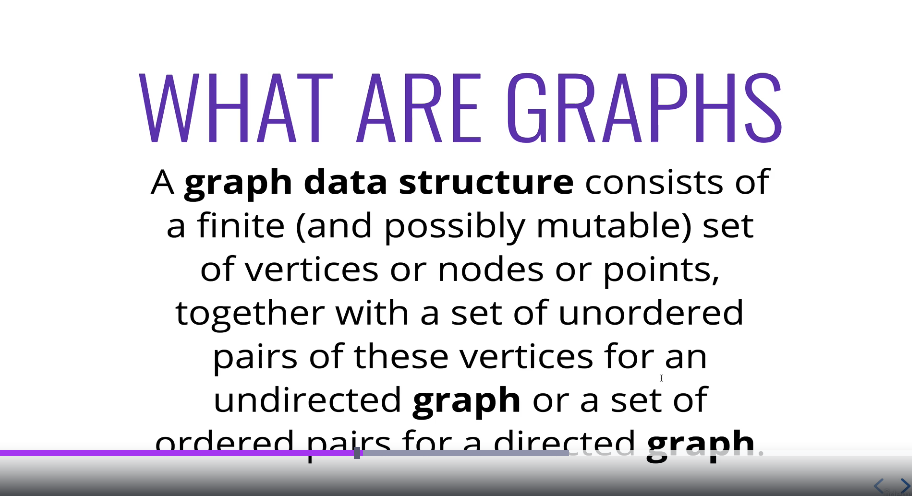 WHAT ARE GRAPHS
A graph data structure consists of
a finite (and possibly mutable) set
of vertices or nodes or points,
together with a set of unordered
pairs of these vertices for an
undirected graph or a set of
ordered pairs for a directed graph.